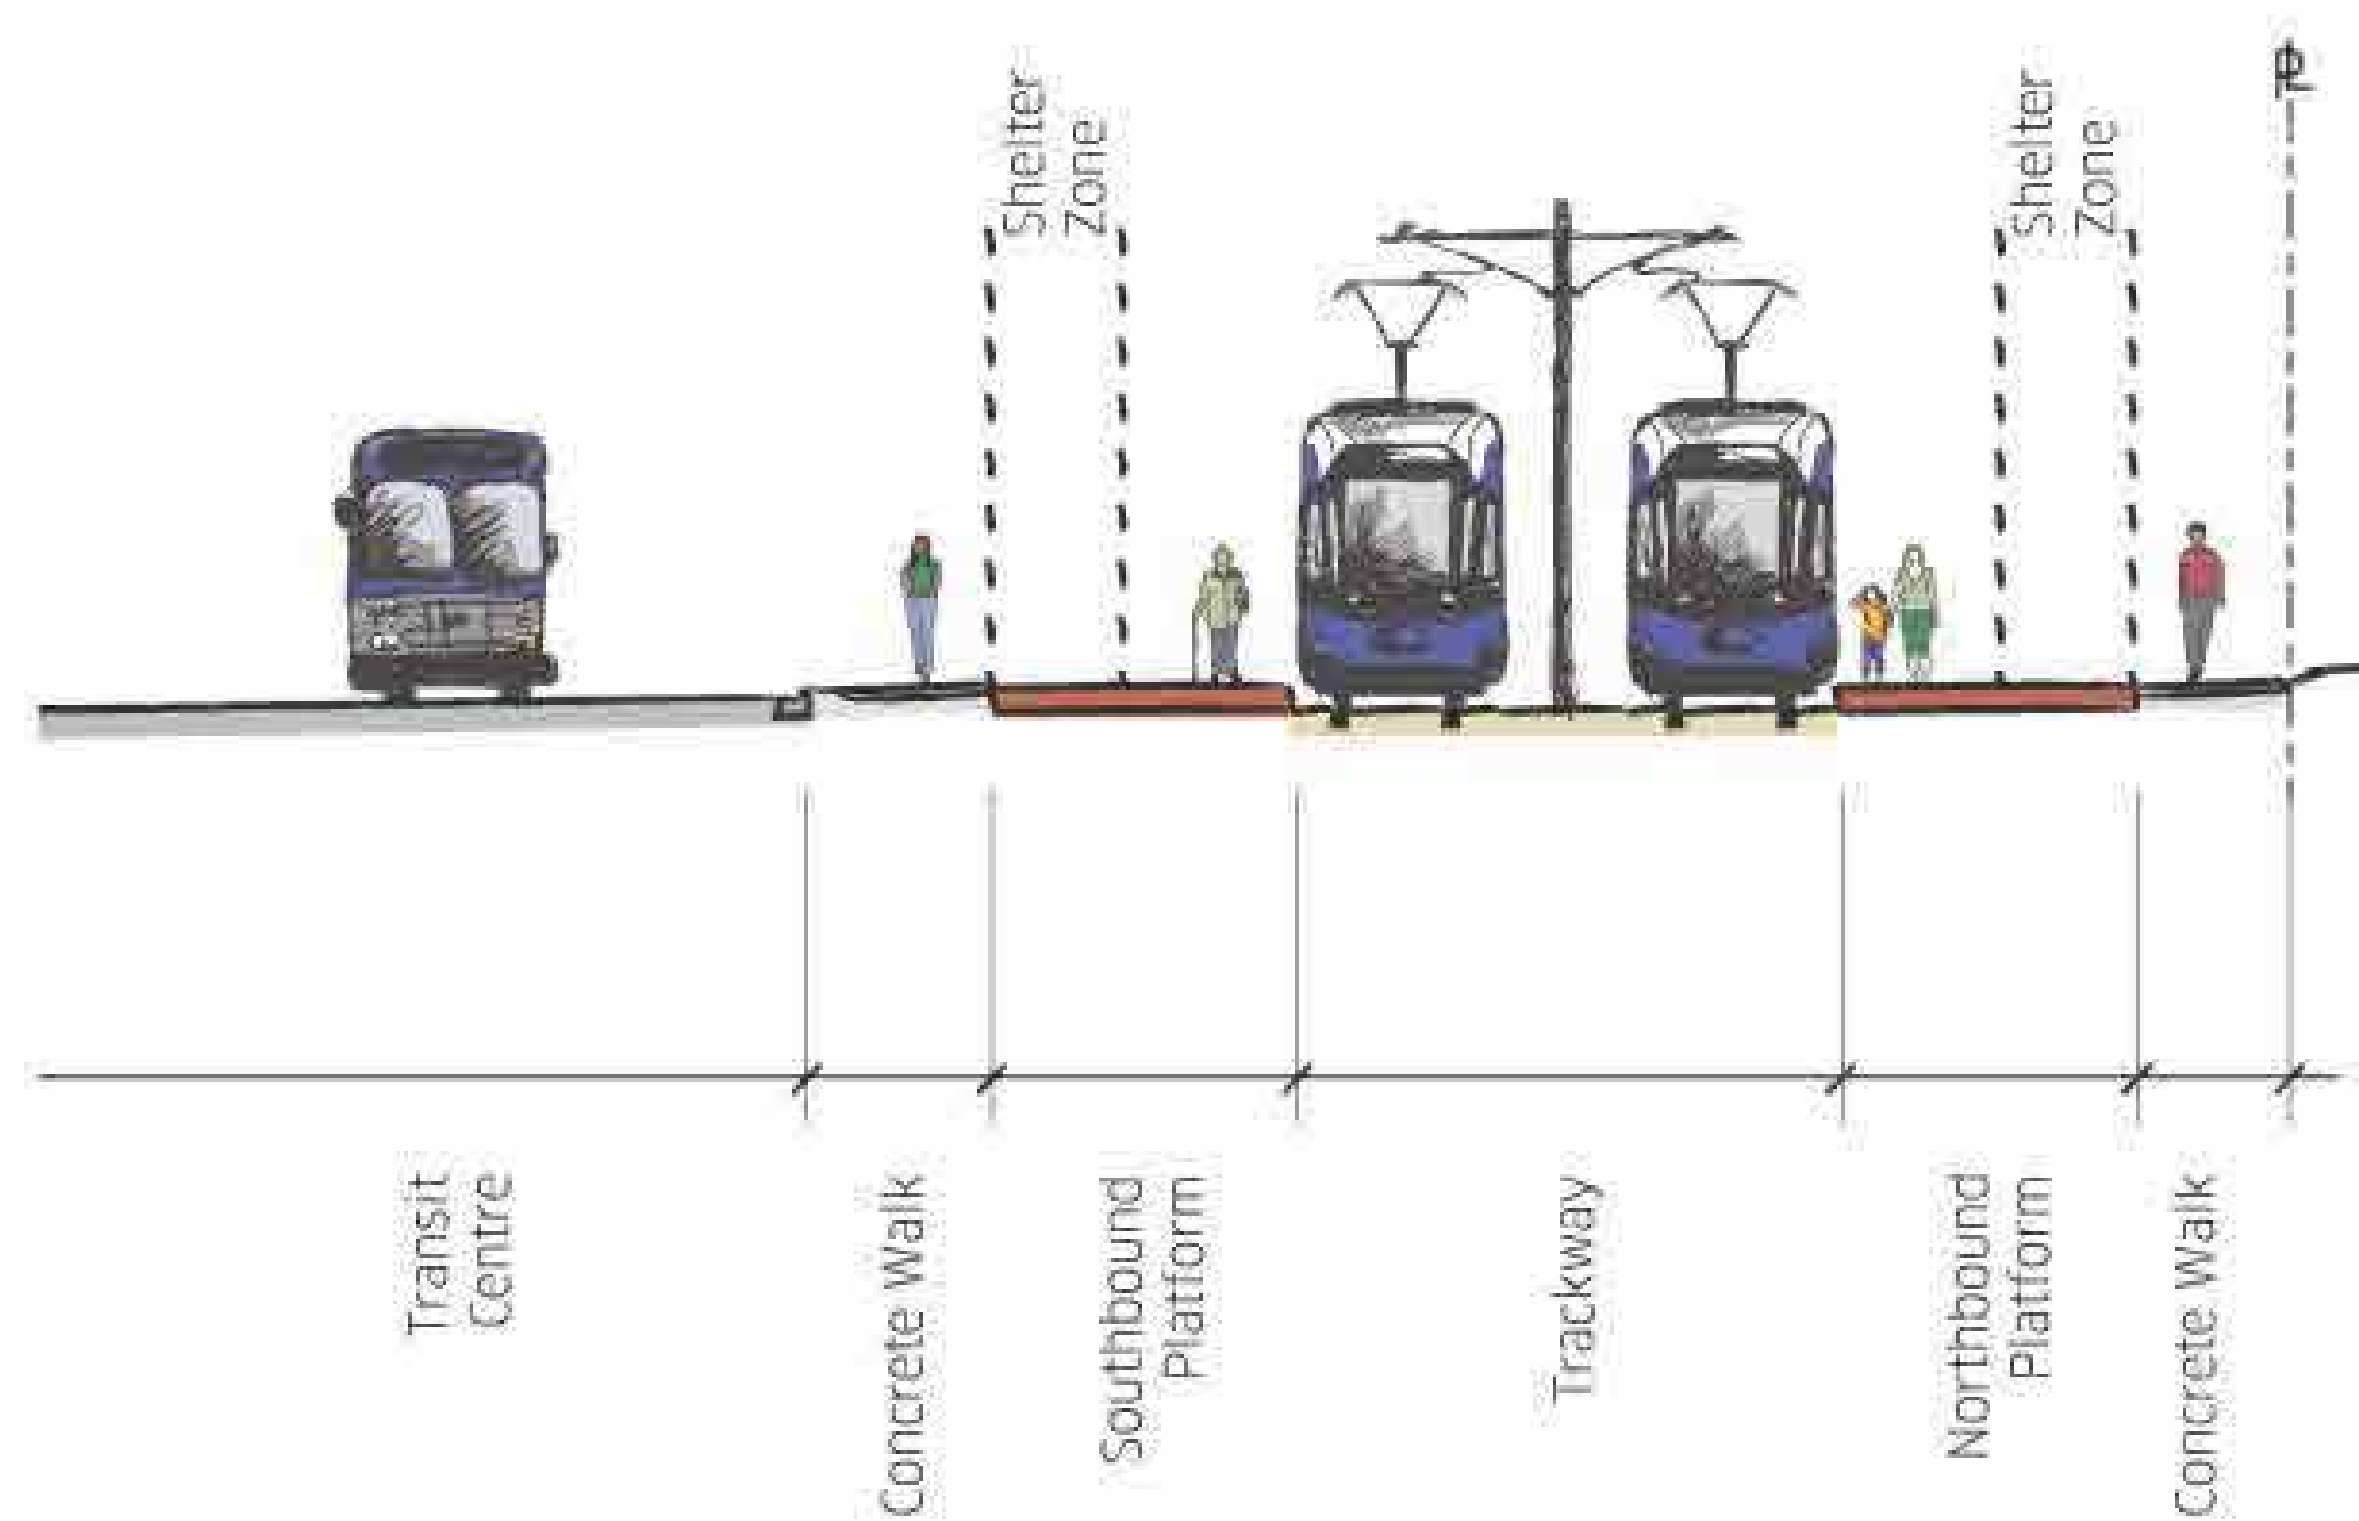 Shelter
Zone
Shelter
Zone
Transit
Centre
Concrete Walk
Southbound
Platform
Trackway
Northbound
Platform
Concrete Walk